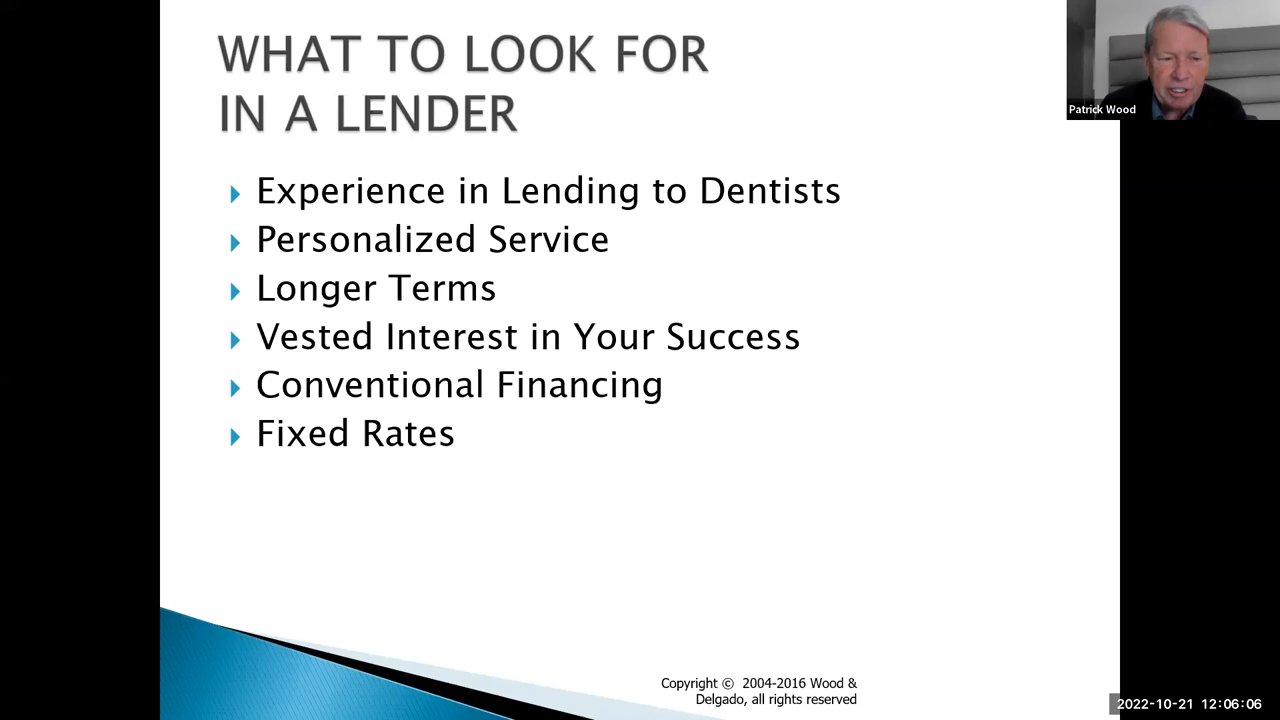 WHAT TO LOOK FOR
IN A LENDER
Patrick Wood
Experience in Lending to Dentists
Personalized Service
Longer Terms
Vested Interest in Your Success
Conventional Financing
Fixed Rates
Copyright © 2004-2016 Wood &
Delgado, all rights reserved
2022-10-21 12:06:06